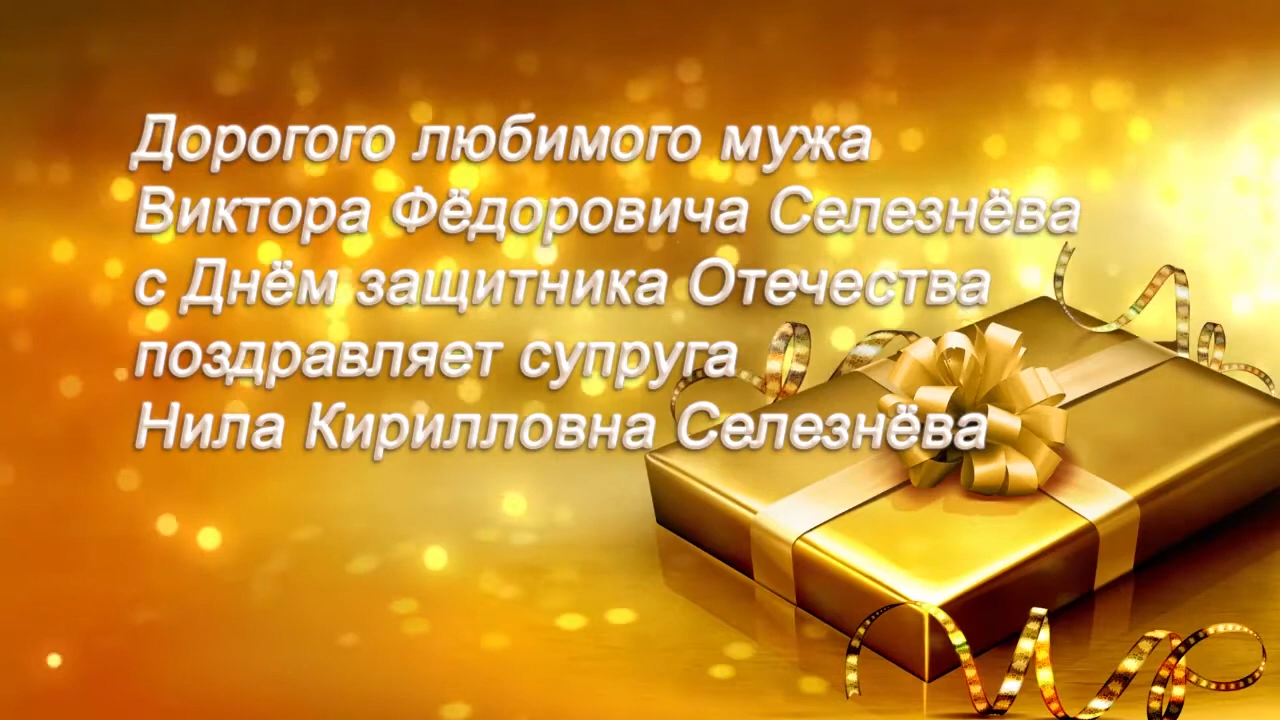 Дорогого любимого мужа
Виктора Фёдоровича Селезнёва
с Днём защитника Отечества
поздравляет супруга
Нила Кирилловна Селезнёва